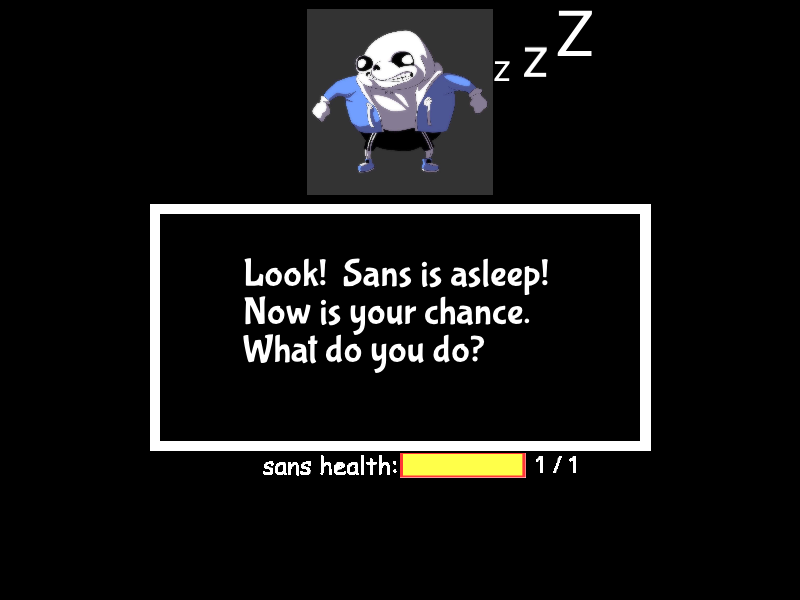 z z Z
Look! Sans is asleep!
Now is your chance.
What do you do?
sans health: 1 / 1